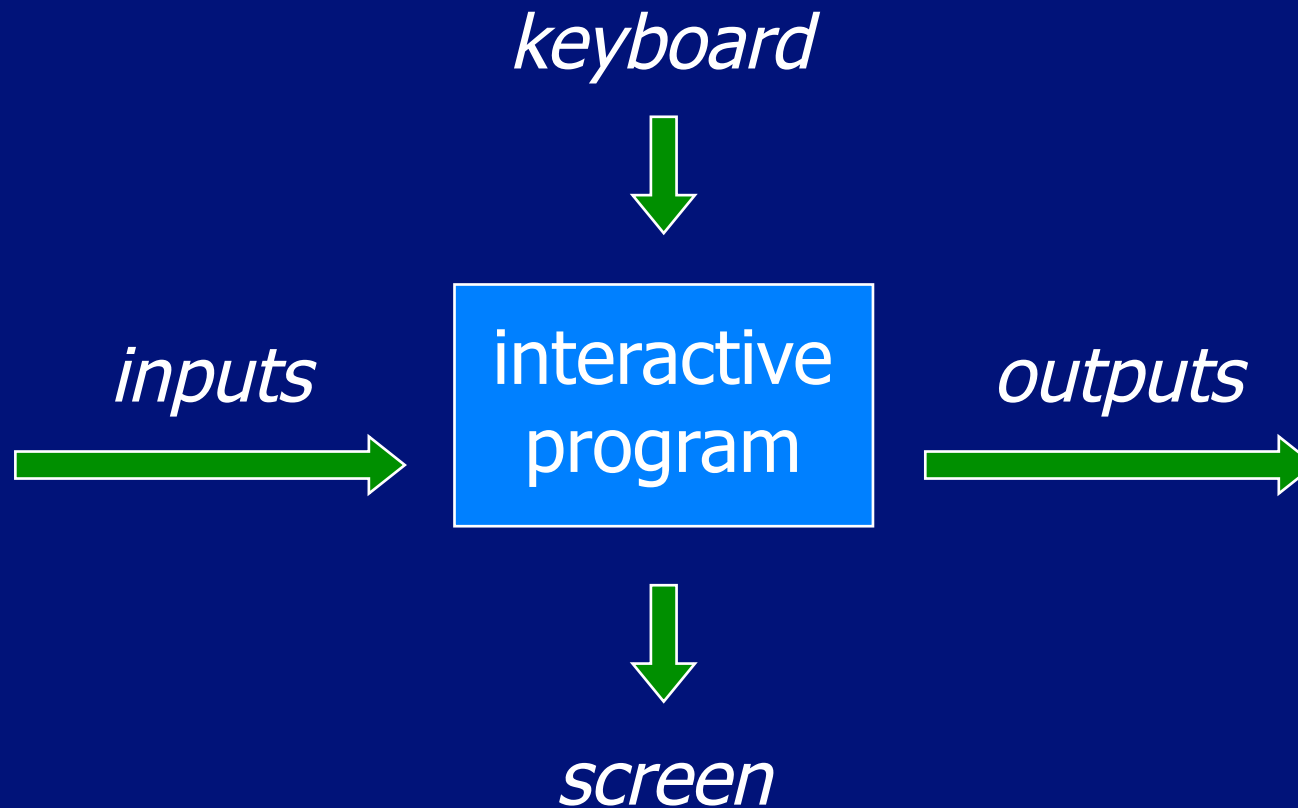 keyboard
inputs
interactive
program
outputs
screen